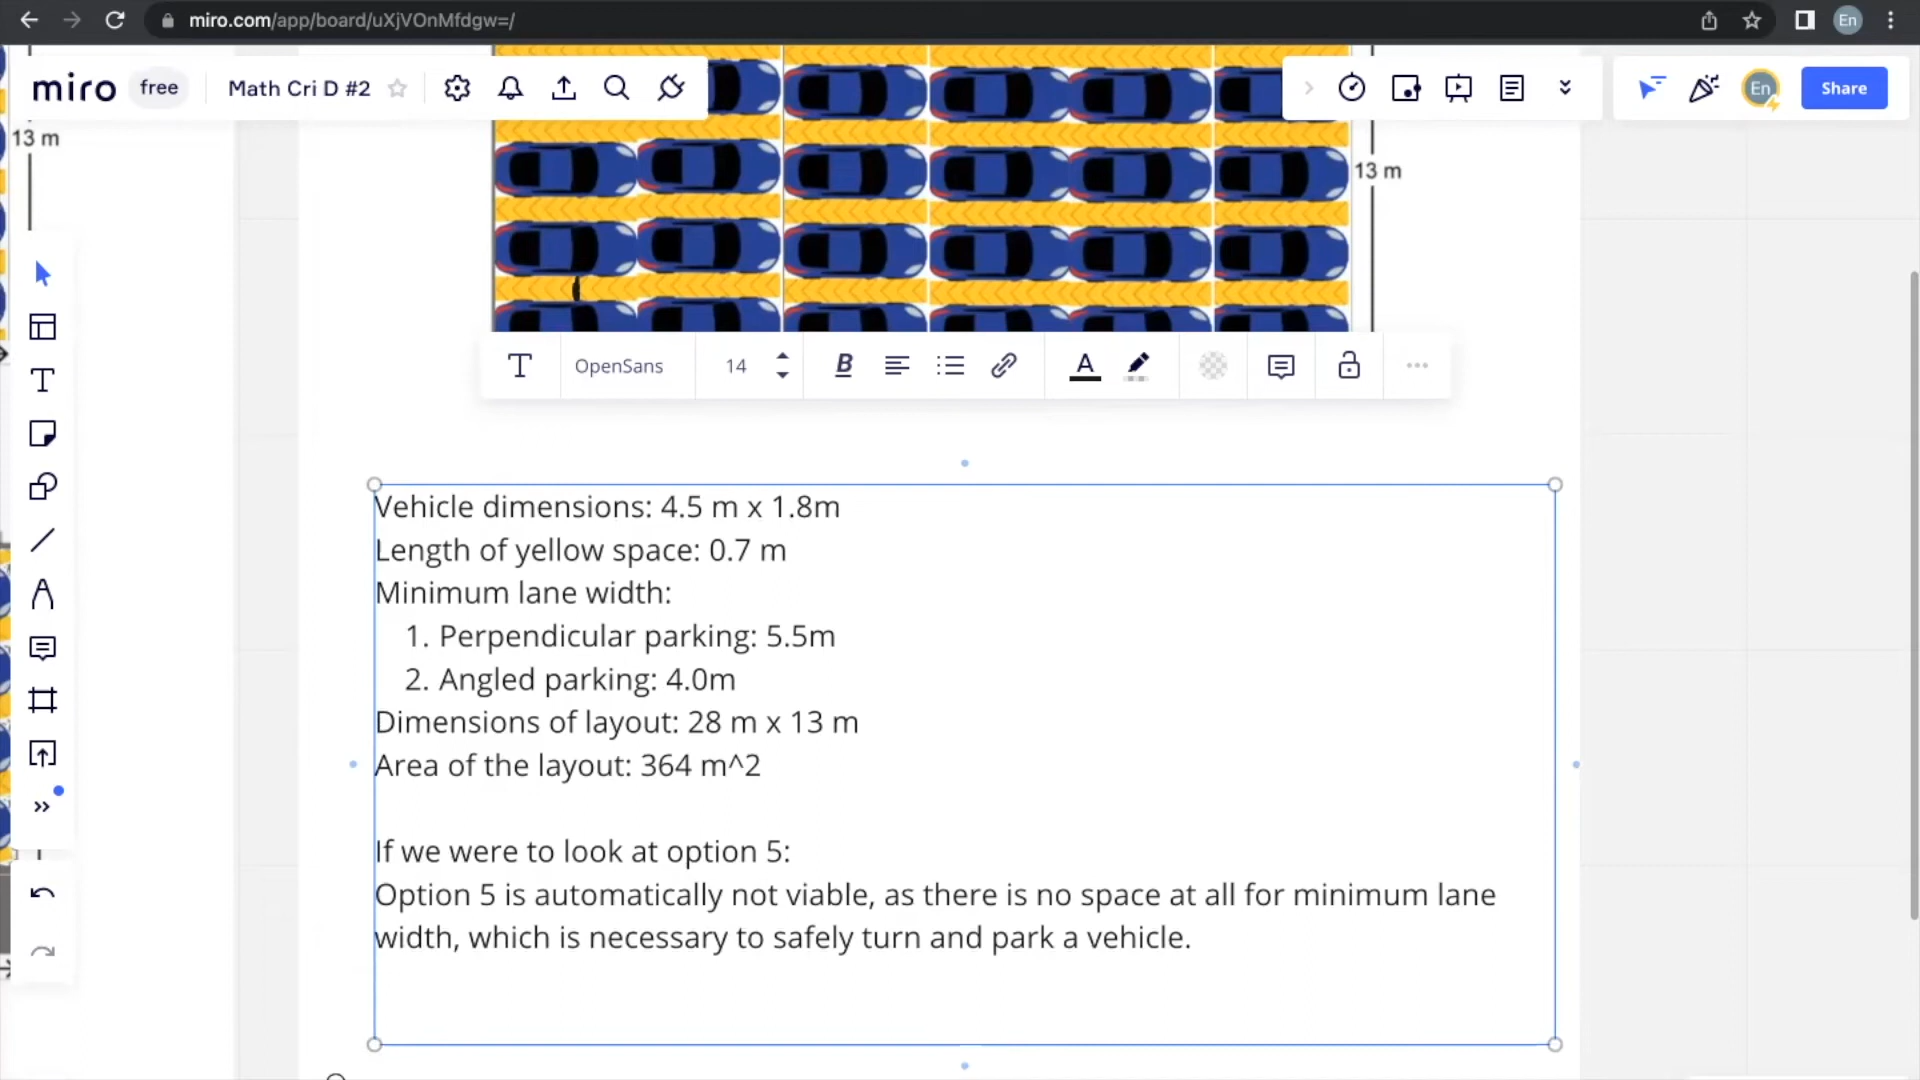 miro.com/app/board/uXjVOnMfdgw=/
En
miro
free
Math Cri D #2
En
Share
13 m
13 m
OpenSans
14
B
A
Vehicle dimensions: 4.5 m x 1.8m
Length of yellow space: 0.7 m
Minimum lane width:
1. Perpendicular parking: 5.5m
2. Angled parking: 4.0m
Dimensions of layout: 28 m x 13 m
Area of the layout: 364 m^2
If we were to look at option 5:
Option 5 is automatically not viable, as there is no space at all for minimum lane
width, which is necessary to safely turn and park a vehicle.